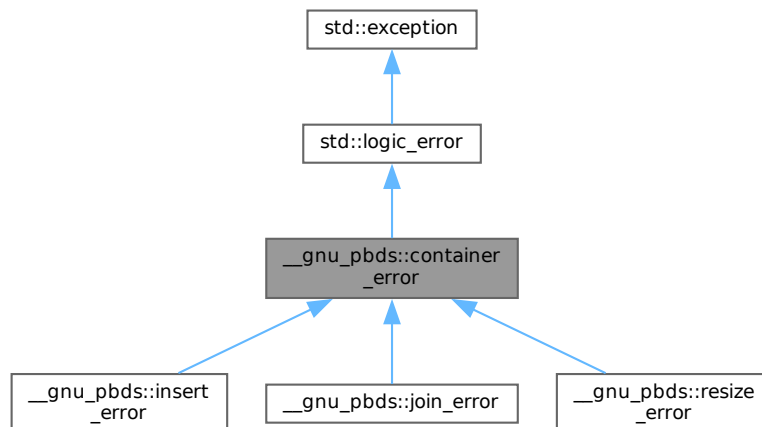 std::exception
std::logic_error
__gnu_pbds::container
_error
__gnu_pbds::insert
_error
__gnu_pbds::join_error
__gnu_pbds::resize
_error